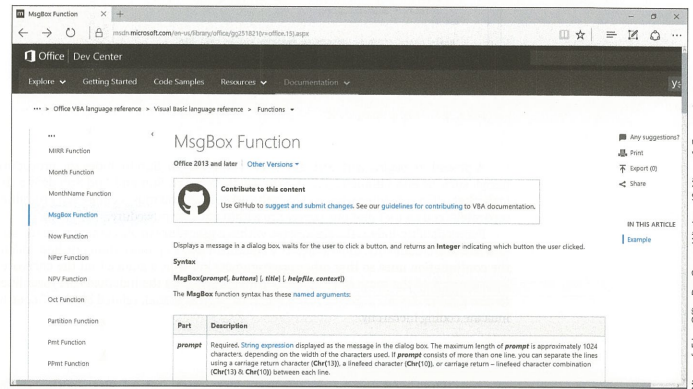 MsgBox Function
msdn.microsoft.com/en-us/library/office/gg251821(v=office.15).aspx
Office | Dev Center
Explore Getting Started Code Samples Resources Documentation
··· > Office VBA language reference > Visual Basic language reference > Functions
...
MIRR Function
Month Function
MonthName Function
MsgBox Function
Now Function
NPer Function
NPV Function
Oct Function
Partition Function
Pmt Function
PPmt Function
MsgBox Function
Office 2013 and later | Other Versions
Contribute to this content
Use GitHub to suggest and submit changes. See our guidelines for contributing to VBA documentation.
Displays a message in a dialog box, waits for the user to click a button, and returns an Integer indicating which button the user clicked.
Syntax
MsgBox(prompt[, buttons] [, title] [, helpfile, context])
The MsgBox function syntax has these named arguments:
Part Description
prompt Required. String expression displayed as the message in the dialog box. The maximum length of prompt is approximately 1024
characters, depending on the width of the characters used. If prompt consists of more than one line, you can separate the lines
using a carriage return character (Chr(13)), a linefeed character (Chr(10)), or carriage return – linefeed character combination
(Chr(13) & Chr(10)) between each line.
Any suggestions?
Print
Export (0)
Share
IN THIS ARTICLE
Example